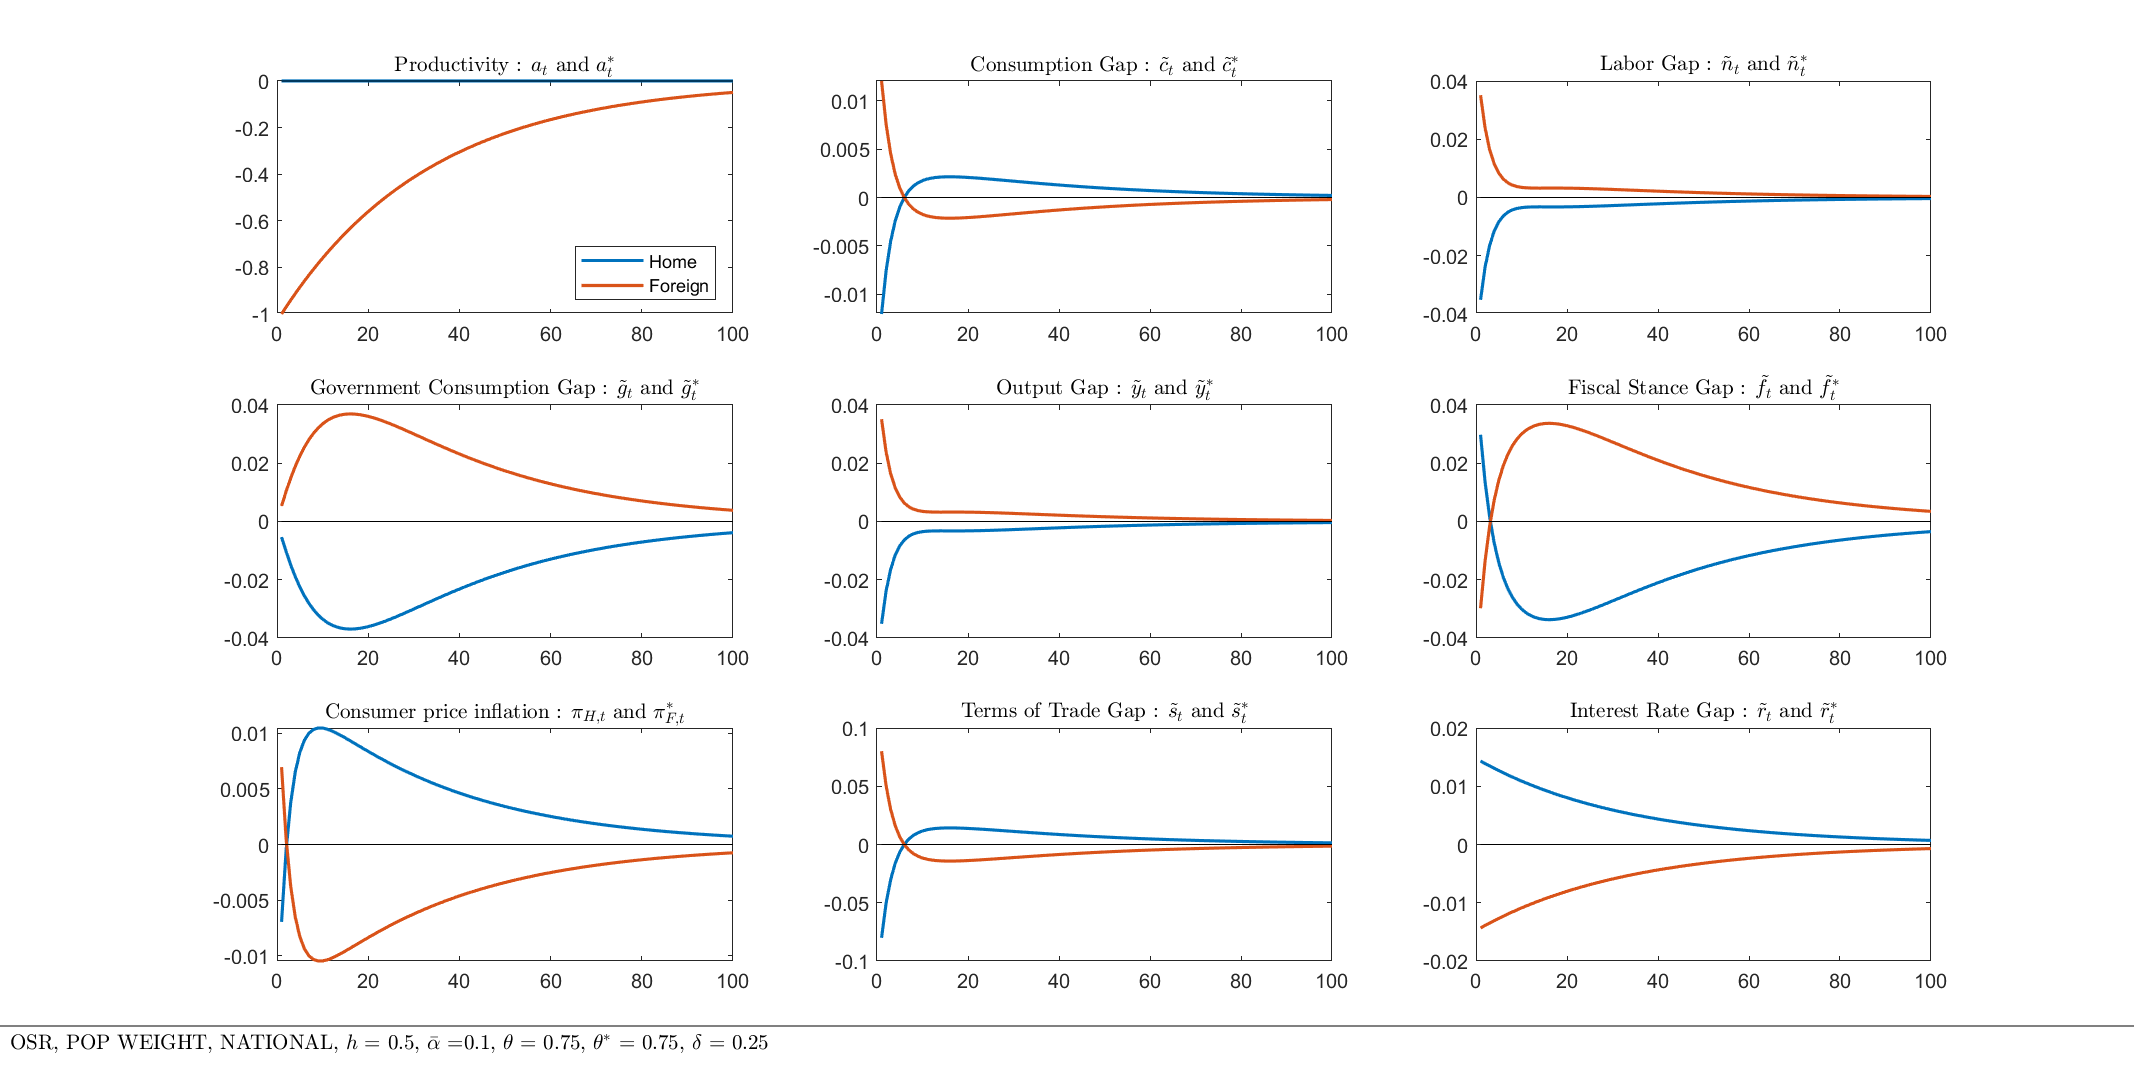 Productivity : a_t and a_t^*
0
-0.2
-0.4
-0.6
-0.8
-1
0 20 40 60 80 100
Home
Foreign
Consumption Gap : c̃_t and c̃_t^*
0.01
0.005
0
-0.005
-0.01
0 20 40 60 80 100
Labor Gap : ñ_t and ñ_t^*
0.04
0.02
0
-0.02
-0.04
0 20 40 60 80 100
Government Consumption Gap : g̃_t and g̃_t^*
0.04
0.02
0
-0.02
-0.04
0 20 40 60 80 100
Output Gap : ỹ_t and ỹ_t^*
0.04
0.02
0
-0.02
-0.04
0 20 40 60 80 100
Fiscal Stance Gap : f̃_t and f̃_t^*
0.04
0.02
0
-0.02
-0.04
0 20 40 60 80 100
Consumer price inflation : π_{H,t} and π_{F,t}^*
0.01
0.005
0
-0.005
-0.01
0 20 40 60 80 100
Terms of Trade Gap : s̃_t and s̃_t^*
0.1
0.05
0
-0.05
-0.1
0 20 40 60 80 100
Interest Rate Gap : r̃_t and r̃_t^*
0.02
0.01
0
-0.01
-0.02
0 20 40 60 80 100
OSR, POP WEIGHT, NATIONAL, h = 0.5, ᾱ =0.1, θ = 0.75, θ* = 0.75, δ = 0.25